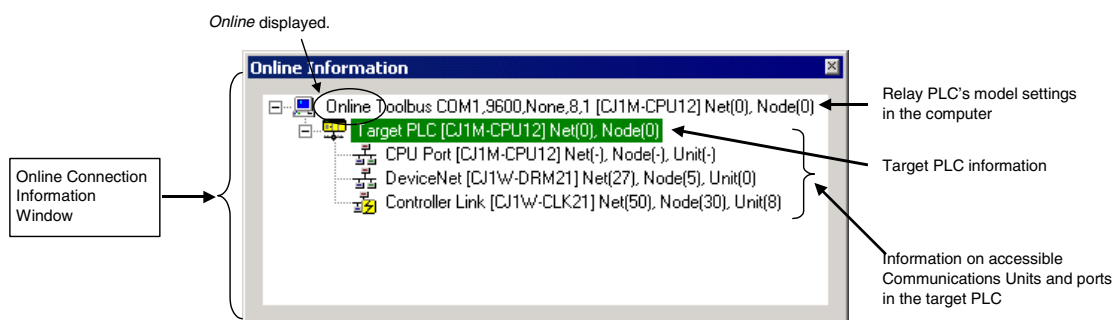 Online displayed.
Online Information
Online Toolbus COM1,9600,None,8,1 [CJ1M-CPU12] Net(0), Node(0)
Target PLC [CJ1M-CPU12] Net(0), Node(0)
CPU Port [CJ1M-CPU12] Net(-), Node(-), Unit(-)
DeviceNet [CJ1W-DRM21] Net(27), Node(5), Unit(0)
Controller Link [CJ1W-CLK21] Net(50), Node(30), Unit(8)
Online Connection
Information
Window
Relay PLC's model settings
in the computer
Target PLC information
Information on accessible
Communications Units and ports
in the target PLC